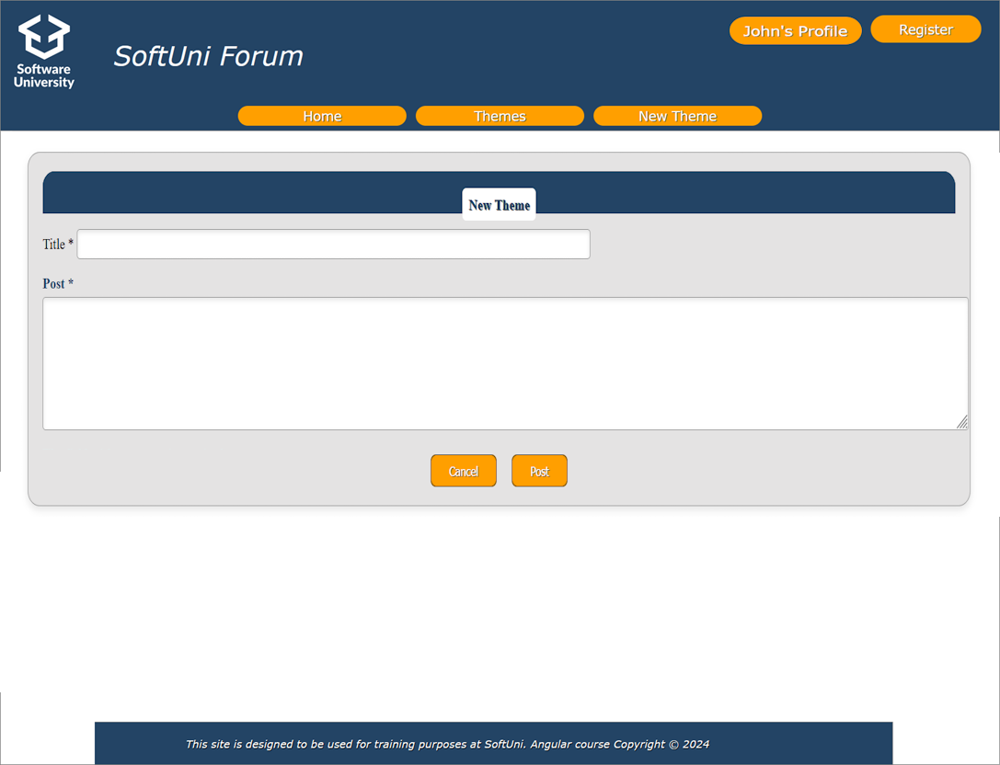 John's Profile
Register
SoftUni Forum
Software
University
Home
Themes
New Theme
New Theme
Title *
Post *
Cancel
Post
This site is designed to be used for training purposes at SoftUni. Angular course Copyright © 2024